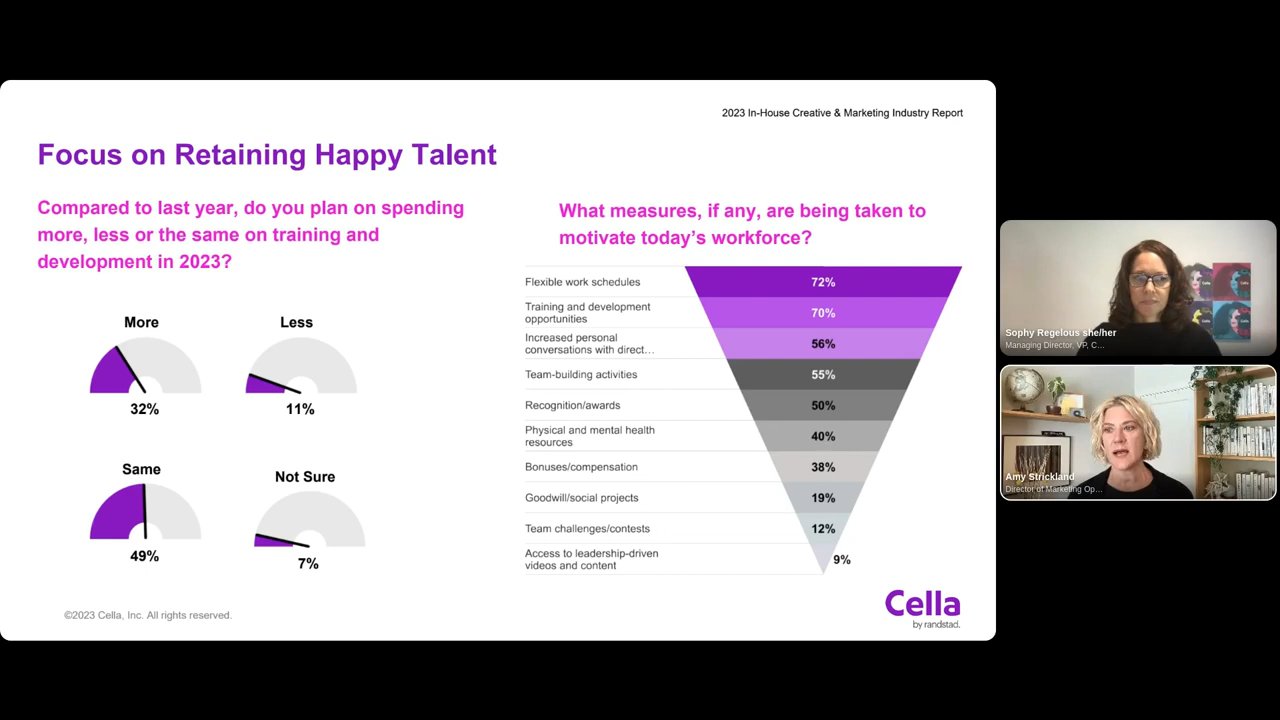 2023 In-House Creative & Marketing Industry Report
Focus on Retaining Happy Talent
Compared to last year, do you plan on spending
more, less or the same on training and
development in 2023?
More
32%
Less
11%
Same
49%
Not Sure
7%
What measures, if any, are being taken to
motivate today’s workforce?
Flexible work schedules
72%
Training and development
opportunities
70%
Increased personal
conversations with direct…
56%
Team-building activities
55%
Recognition/awards
50%
Physical and mental health
resources
40%
Bonuses/compensation
38%
Goodwill/social projects
19%
Team challenges/contests
12%
Access to leadership-driven
videos and content
9%
©2023 Cella, Inc. All rights reserved.
Cella
by randstad.
Sophy Regelous she/her
Managing Director, VP, C…
Amy Strickland
Director of Marketing Op…